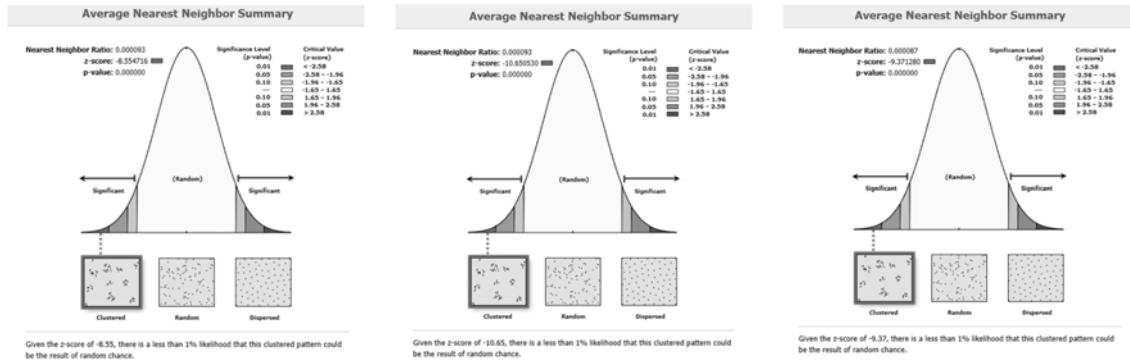 Average Nearest Neighbor Summary
Nearest Neighbor Ratio: 0.000093
z-score: -8.554716
p-value: 0.000000
Significance Level (p-value)
Critical Value (z-score)
0.01 < -2.58
0.05 -2.58 – -1.96
0.10 -1.96 – -1.65
— -1.65 – 1.65
0.10 1.65 – 1.96
0.05 1.96 – 2.58
0.01 > 2.58
Significant
(Random)
Significant
Clustered
Random
Dispersed
Given the z-score of -8.55, there is a less than 1% likelihood that this clustered pattern could
be the result of random chance.
Average Nearest Neighbor Summary
Nearest Neighbor Ratio: 0.000093
z-score: -10.650530
p-value: 0.000000
Significance Level (p-value)
Critical Value (z-score)
0.01 < -2.58
0.05 -2.58 – -1.96
0.10 -1.96 – -1.65
— -1.65 – 1.65
0.10 1.65 – 1.96
0.05 1.96 – 2.58
0.01 > 2.58
Significant
(Random)
Significant
Clustered
Random
Dispersed
Given the z-score of -10.65, there is a less than 1% likelihood that this clustered pattern could
be the result of random chance.
Average Nearest Neighbor Summary
Nearest Neighbor Ratio: 0.000087
z-score: -9.371280
p-value: 0.000000
Significance Level (p-value)
Critical Value (z-score)
0.01 < -2.58
0.05 -2.58 – -1.96
0.10 -1.96 – -1.65
— -1.65 – 1.65
0.10 1.65 – 1.96
0.05 1.96 – 2.58
0.01 > 2.58
Significant
(Random)
Significant
Clustered
Random
Dispersed
Given the z-score of -9.37, there is a less than 1% likelihood that this clustered pattern could
be the result of random chance.